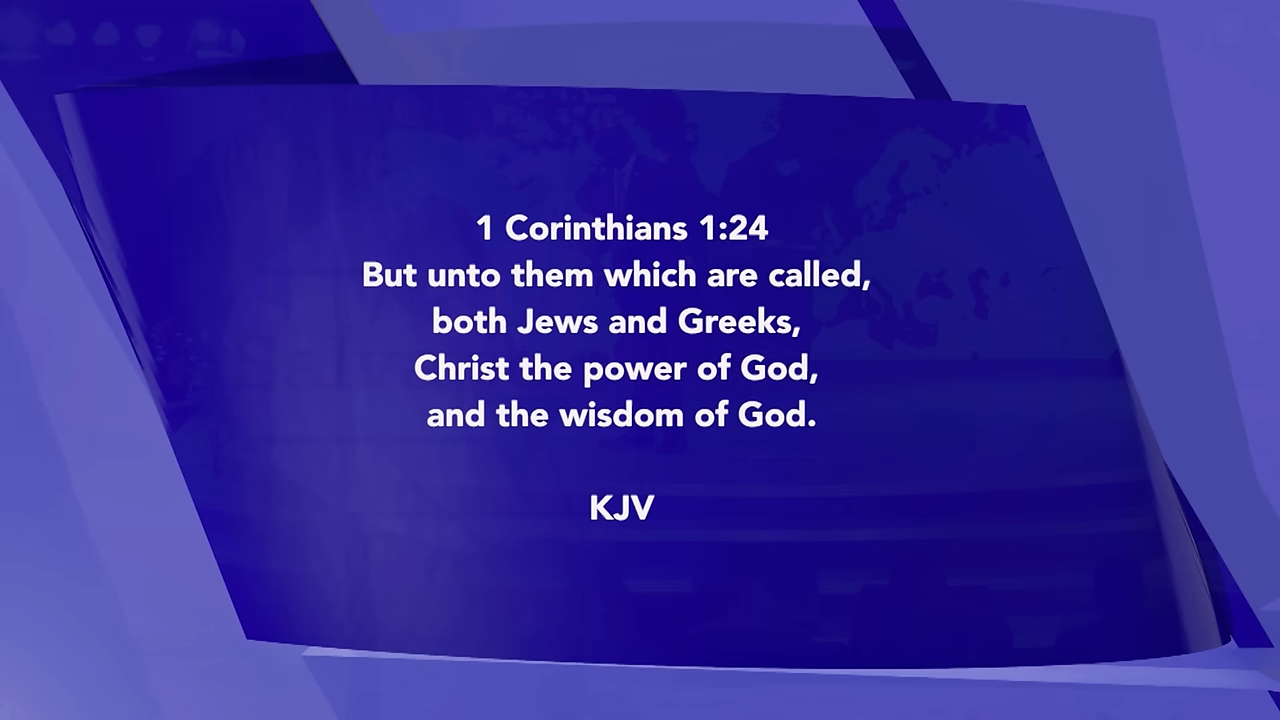 1 Corinthians 1:24
But unto them which are called,
both Jews and Greeks,
Christ the power of God,
and the wisdom of God.
KJV